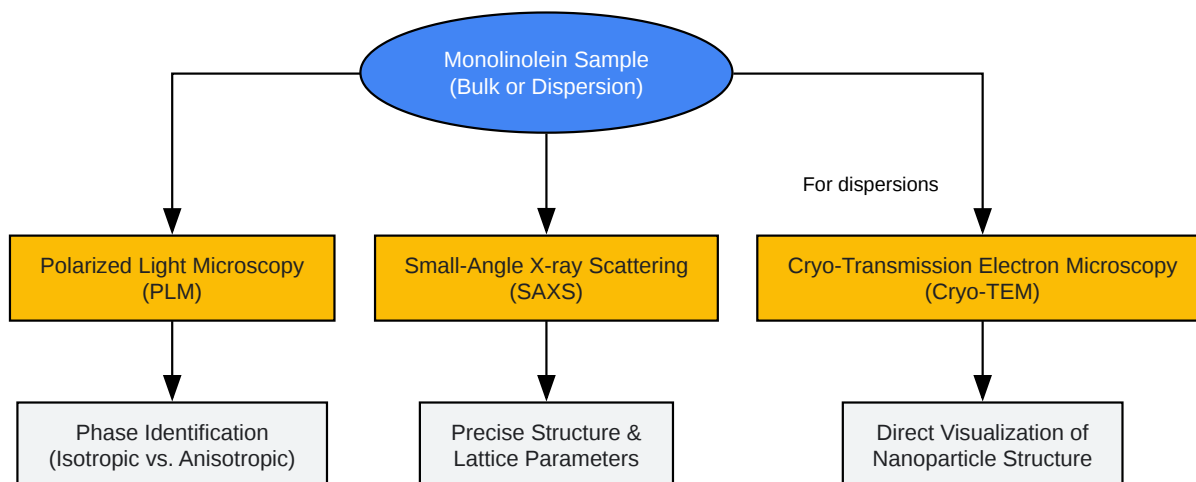 Monolinolein Sample
(Bulk or Dispersion)
For dispersions
Polarized Light Microscopy
(PLM)
Small-Angle X-ray Scattering
(SAXS)
Cryo-Transmission Electron Microscopy
(Cryo-TEM)
Phase Identification
(Isotropic vs. Anisotropic)
Precise Structure &
Lattice Parameters
Direct Visualization of
Nanoparticle Structure